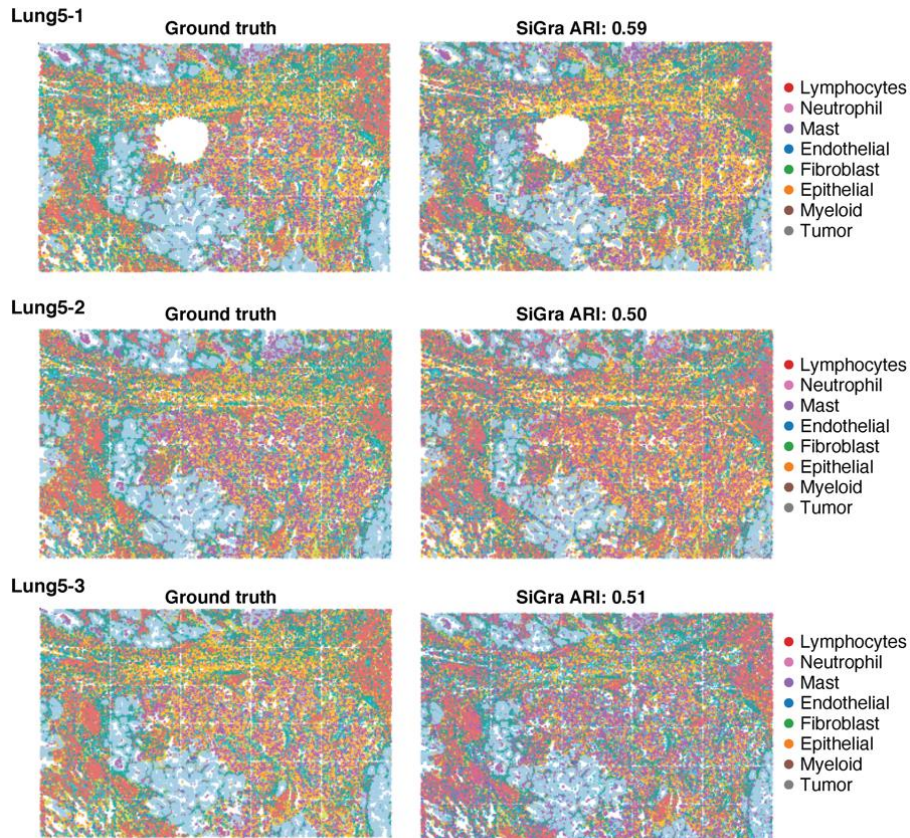 Lung5-1
Ground truth
SiGra ARI: 0.59
Lymphocytes
Neutrophil
Mast
Endothelial
Fibroblast
Epithelial
Myeloid
Tumor
Lung5-2
Ground truth
SiGra ARI: 0.50
Lymphocytes
Neutrophil
Mast
Endothelial
Fibroblast
Epithelial
Myeloid
Tumor
Lung5-3
Ground truth
SiGra ARI: 0.51
Lymphocytes
Neutrophil
Mast
Endothelial
Fibroblast
Epithelial
Myeloid
Tumor